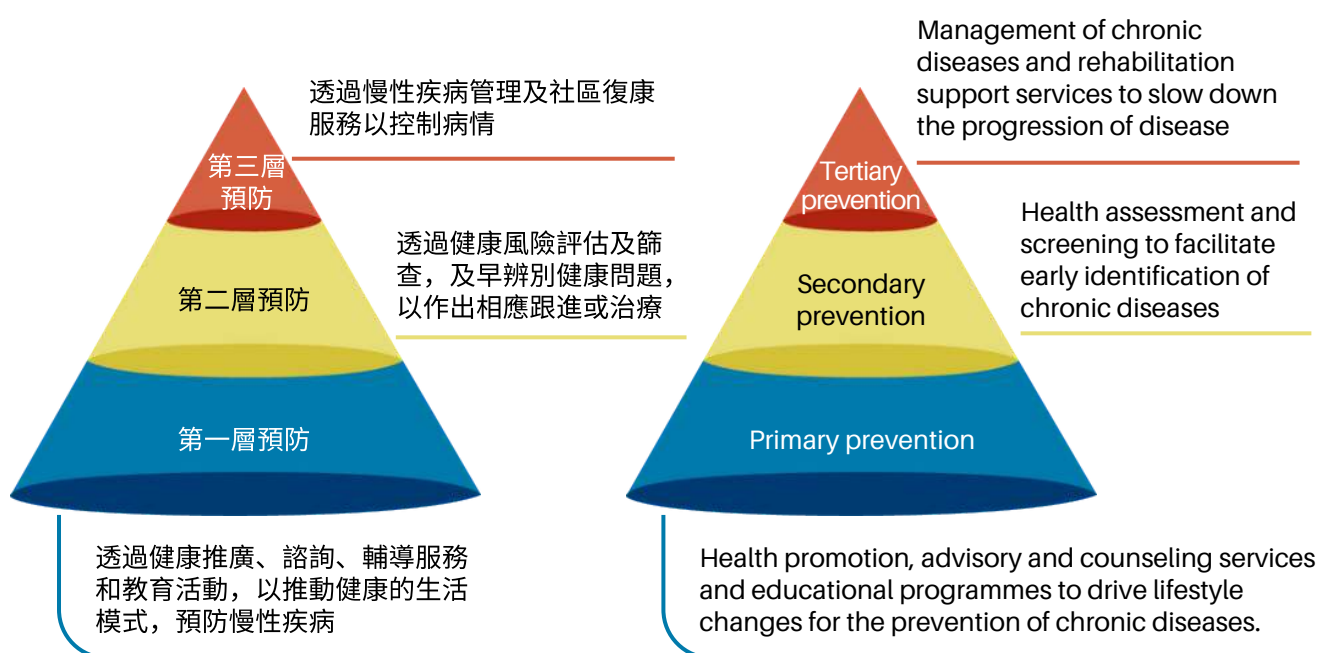 透過慢性疾病管理及社區復康
服務以控制病情
第三層
預防
透過健康風險評估及篩
查，及早辨別健康問題，
以作出相應跟進或治療
第二層預防
第一層預防
透過健康推廣、諮詢、輔導服務
和教育活動，以推動健康的生活
模式，預防慢性疾病
Management of chronic
diseases and rehabilitation
support services to slow down
the progression of disease
Tertiary
prevention
Health assessment and
screening to facilitate
early identification of
chronic diseases
Secondary
prevention
Primary prevention
Health promotion, advisory and counseling services
and educational programmes to drive lifestyle
changes for the prevention of chronic diseases.